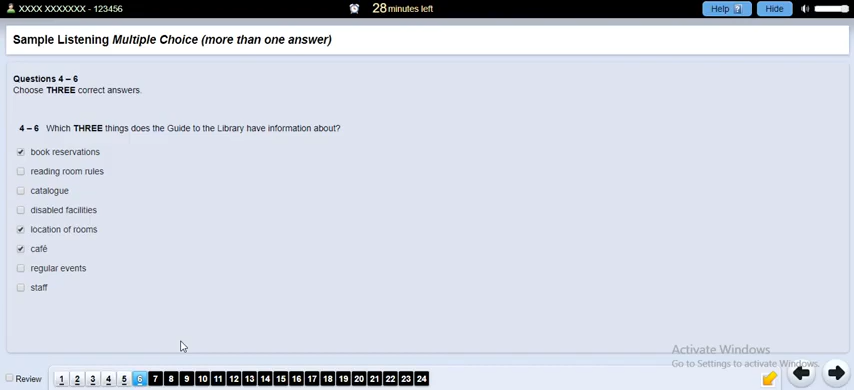 XXXX XXXXXXX - 123456
28 minutes left
Help ?
Hide
Sample Listening Multiple Choice (more than one answer)
Questions 4 – 6
Choose THREE correct answers.
4 – 6 Which THREE things does the Guide to the Library have information about?
book reservations
reading room rules
catalogue
disabled facilities
location of rooms
café
regular events
staff
Activate Windows
Go to Settings to activate Windows.
Review 1 2 3 4 5 6 7 8 9 10 11 12 13 14 15 16 17 18 19 20 21 22 23 24